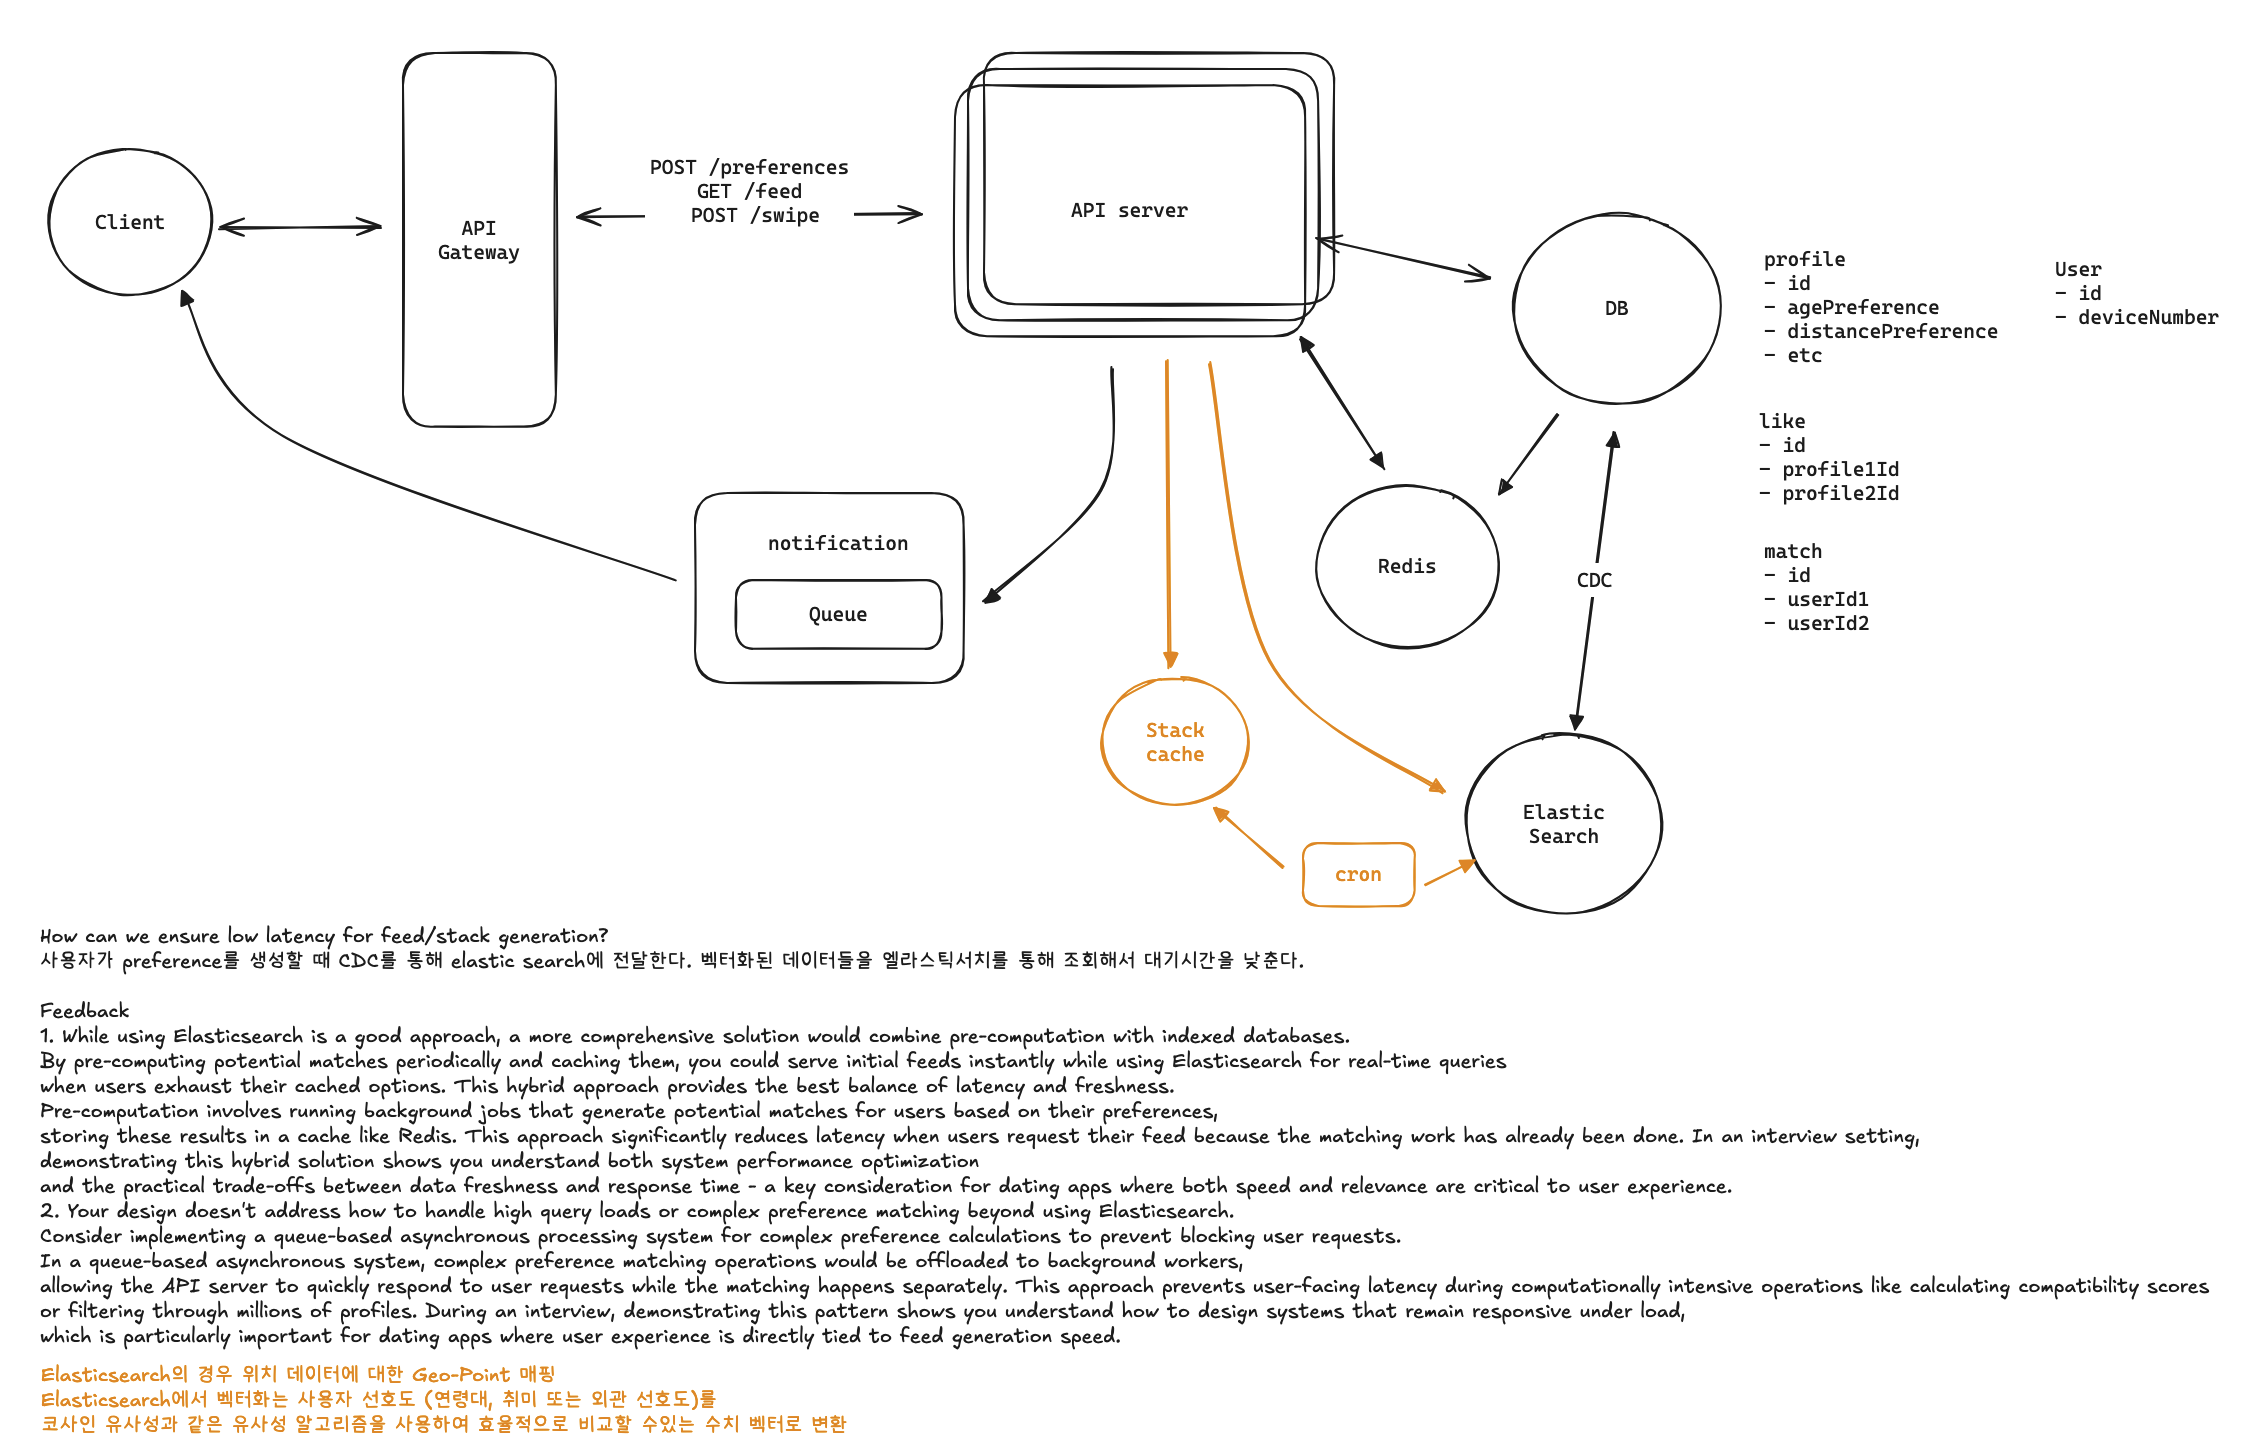 Client
API
Gateway
POST /preferences
GET /feed
POST /swipe
API server
DB
profile
- id
- agePreference
- distancePreference
- etc
User
- id
- deviceNumber
like
- id
- profile1Id
- profile2Id
match
- id
- userId1
- userId2
notification
Queue
Redis
CDC
Stack
cache
Elastic
Search
cron
How can we ensure low latency for feed/stack generation?
사용자가 preference를 생성할 때 CDC를 통해 elastic search에 전달한다. 벡터화된 데이터들을 엘라스틱서치를 통해 조회해서 대기시간을 낮춘다.
Feedback
1. While using Elasticsearch is a good approach, a more comprehensive solution would combine pre-computation with indexed databases.
By pre-computing potential matches periodically and caching them, you could serve initial feeds instantly while using Elasticsearch for real-time queries
when users exhaust their cached options. This hybrid approach provides the best balance of latency and freshness.
Pre-computation involves running background jobs that generate potential matches for users based on their preferences,
storing these results in a cache like Redis. This approach significantly reduces latency when users request their feed because the matching work has already been done. In an interview setting,
demonstrating this hybrid solution shows you understand both system performance optimization
and the practical trade-offs between data freshness and response time - a key consideration for dating apps where both speed and relevance are critical to user experience.
2. Your design doesn't address how to handle high query loads or complex preference matching beyond using Elasticsearch.
Consider implementing a queue-based asynchronous processing system for complex preference calculations to prevent blocking user requests.
In a queue-based asynchronous system, complex preference matching operations would be offloaded to background workers,
allowing the API server to quickly respond to user requests while the matching happens separately. This approach prevents user-facing latency during computationally intensive operations like calculating compatibility scores
or filtering through millions of profiles. During an interview, demonstrating this pattern shows you understand how to design systems that remain responsive under load,
which is particularly important for dating apps where user experience is directly tied to feed generation speed.
Elasticsearch의 경우 위치 데이터에 대한 Geo-Point 매핑
Elasticsearch에서 벡터화는 사용자 선호도 (연령대, 취미 또는 외관 선호도)를
코사인 유사성과 같은 유사성 알고리즘을 사용하여 효율적으로 비교할 수있는 수치 벡터로 변환